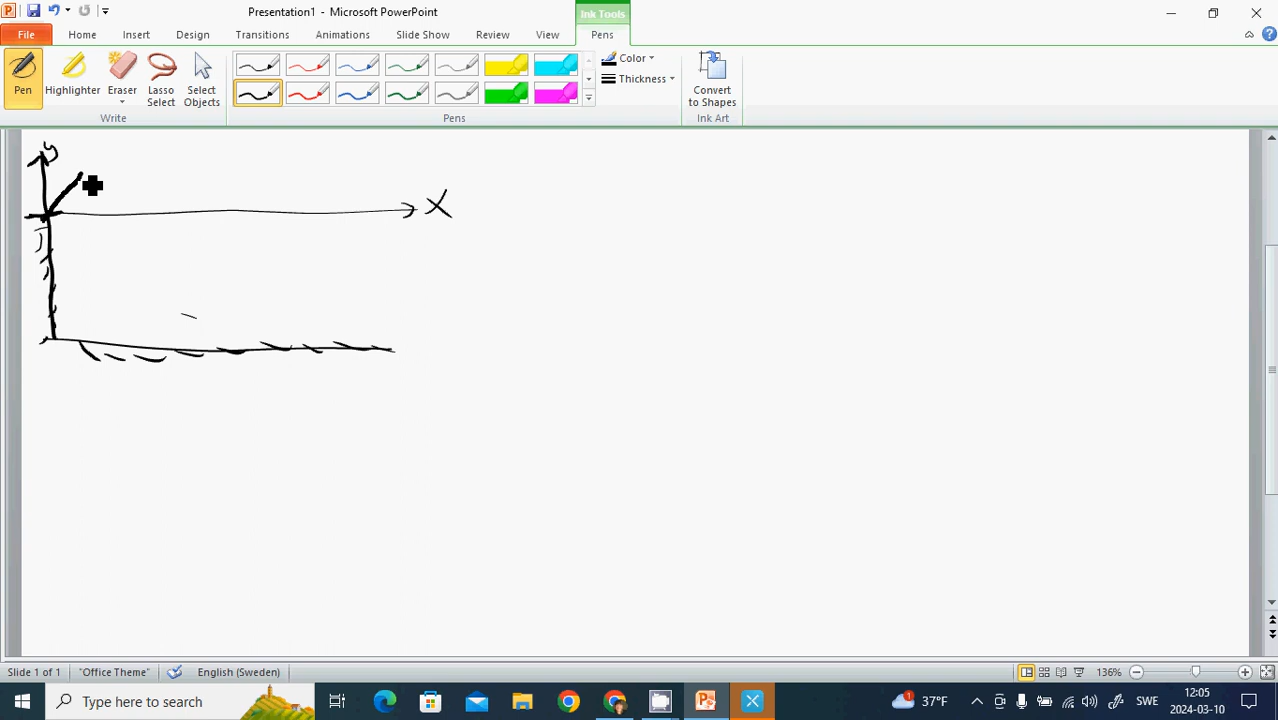 Presentation1 - Microsoft PowerPoint
Ink Tools
File Home Insert Design Transitions Animations Slide Show Review View Pens
Pen Highlighter Eraser Lasso Select Select Objects
Color
Thickness
Convert to Shapes
Write Pens Ink Art
y
X
Slide 1 of 1 "Office Theme" English (Sweden) 136%
Type here to search
1 37°F SWE 12:05
2024-03-10